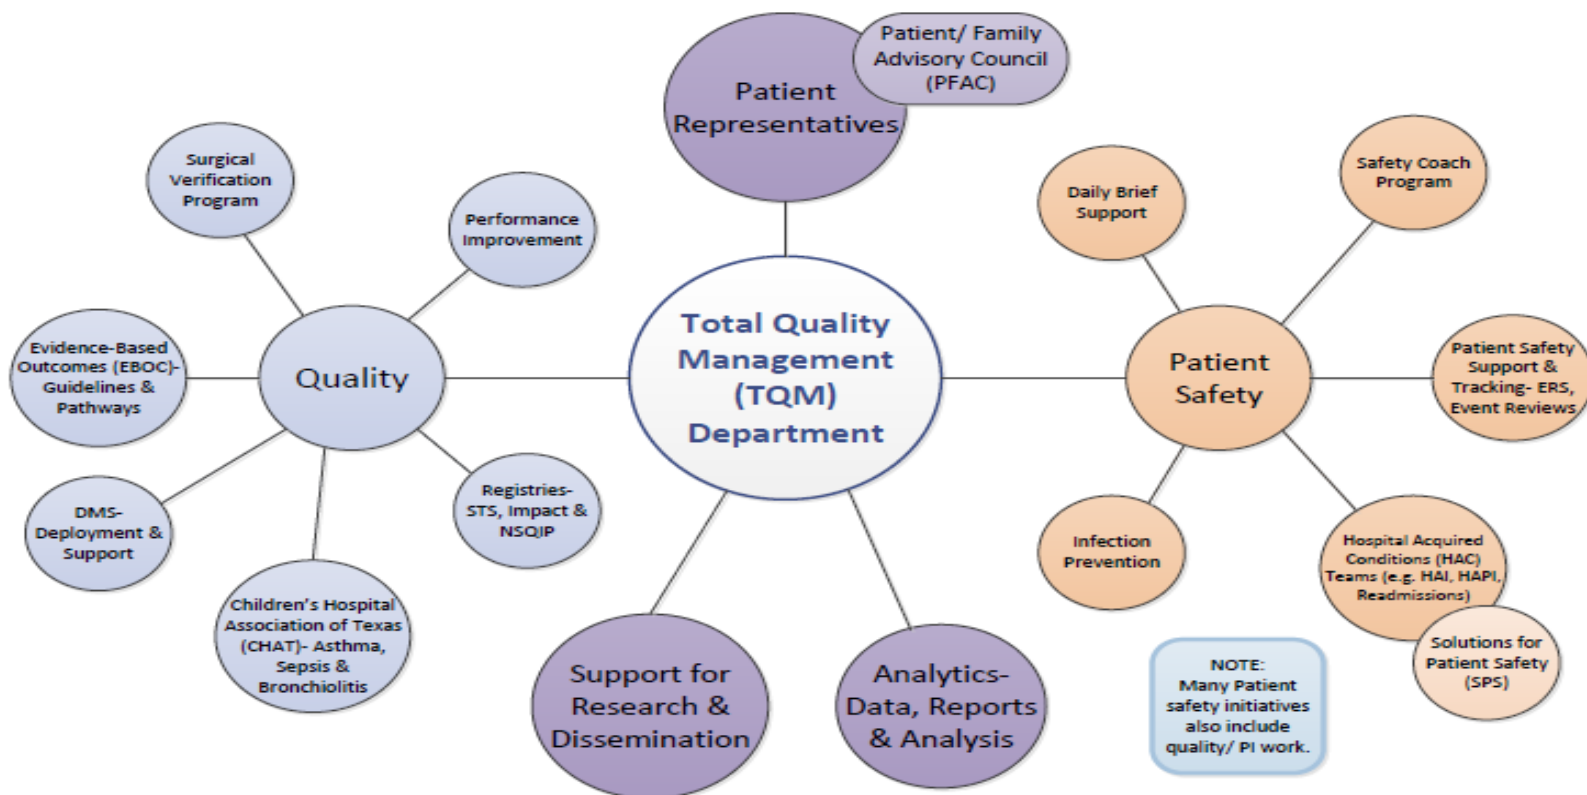 Patient/ Family
Advisory Council
(PFAC)
Patient
Representatives
Surgical
Verification
Program
Performance
Improvement
Evidence-Based
Outcomes (EBOC)-
Guidelines &
Pathways
Quality
DMS-
Deployment &
Support
Registries-
STS, Impact &
NSQIP
Children's Hospital
Association of Texas
(CHAT)- Asthma,
Sepsis &
Bronchiolitis
Total Quality
Management
(TQM)
Department
Support for
Research &
Dissemination
Analytics-
Data, Reports
& Analysis
Daily Brief
Support
Safety Coach
Program
Patient
Safety
Patient Safety
Support &
Tracking- ERS,
Event Reviews
Infection
Prevention
Hospital Acquired
Conditions (HAC)
Teams (e.g. HAI, HAPI,
Readmissions)
Solutions for
Patient Safety
(SPS)
NOTE:
Many Patient
safety initiatives
also include
quality/ PI work.